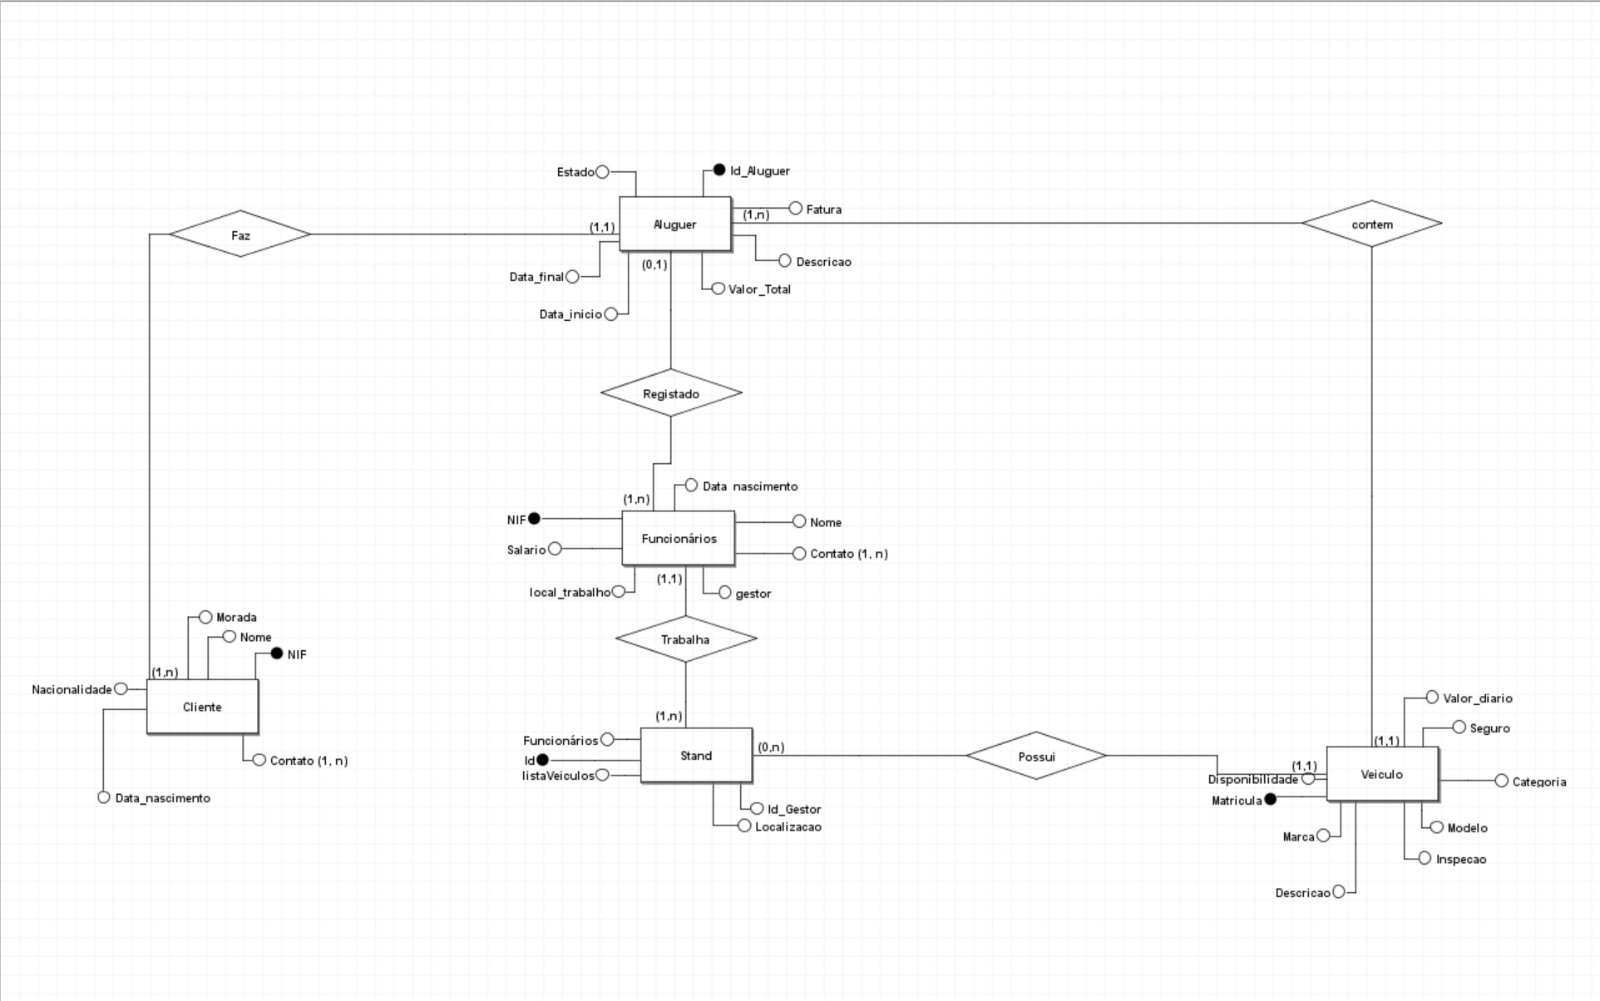 Id_Aluguer
Estado
Fatura
(1,n)
Aluguer
contem
(1,1)
Faz
Descricao
(0,1)
Data_final
Valor_Total
Data_inicio
Registado
Data nascimento
(1,n)
NIF
Nome
Funcionários
Salario
Contato (1, n)
(1,1)
local_trabalho
gestor
Morada
Nome
Trabalha
NIF
(1,n)
Nacionalidade
Cliente
Valor_diario
(1,n)
Seguro
Funcionários
(1,1)
(0,n)
Stand
Possui
Id
Contato (1, n)
(1,1)
listaVeiculos
Veiculo
Disponibilidade
Categoria
Data_nascimento
Matricula
Id_Gestor
Localizacao
Modelo
Marca
Inspecao
Descricao